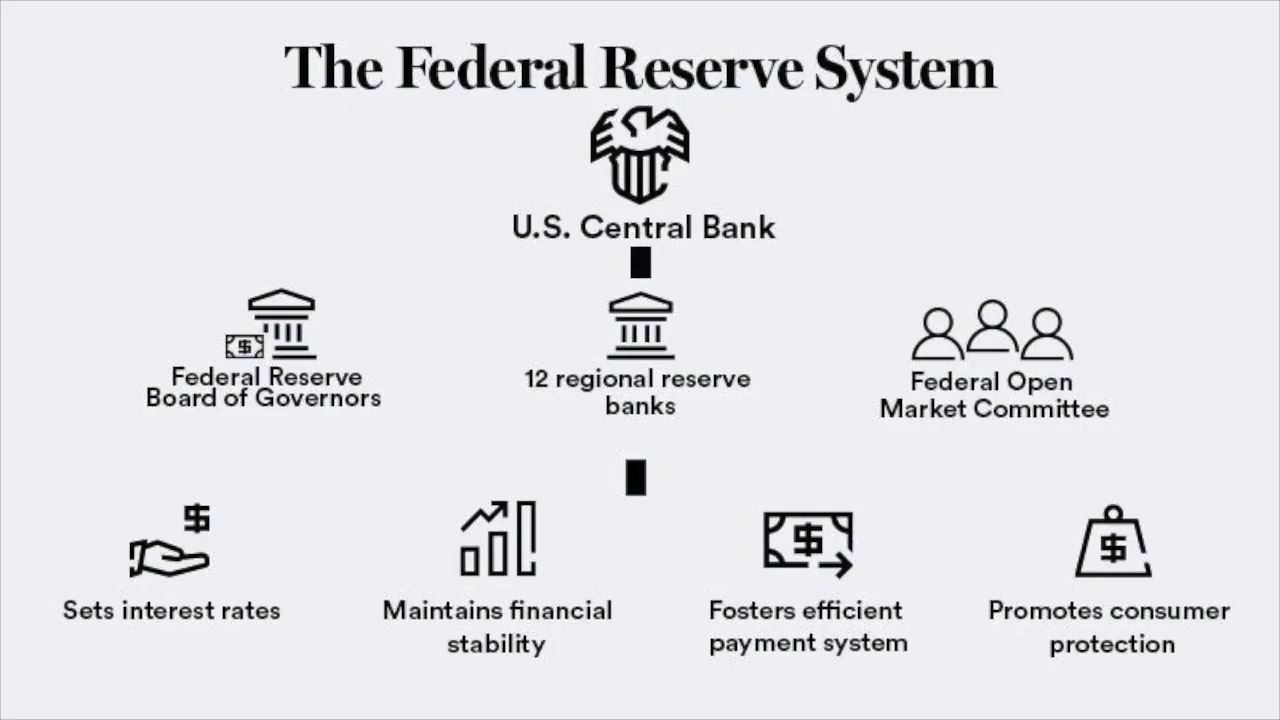 The Federal Reserve System
U.S. Central Bank
Federal Reserve
Board of Governors
12 regional reserve
banks
Federal Open
Market Committee
Sets interest rates
Maintains financial
stability
Fosters efficient
payment system
Promotes consumer
protection